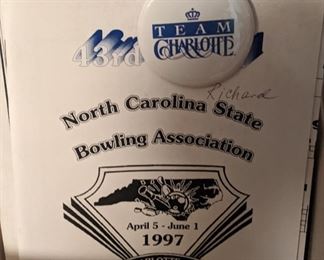 TEAM
CHARLOTTE
43rd
Richard
North Carolina State
Bowling Association
April 5 - June 1
1997